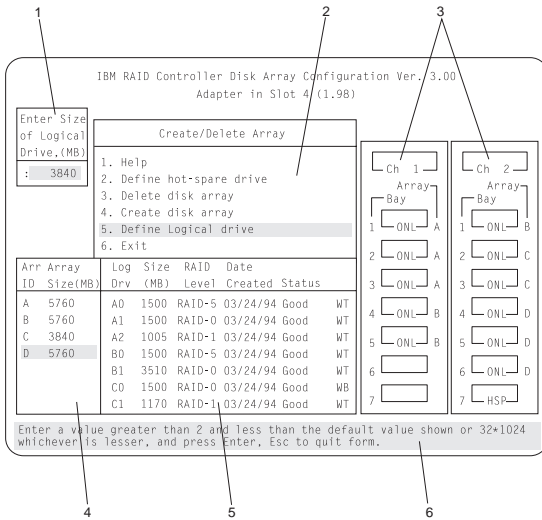 1
2
3
IBM RAID Controller Disk Array Configuration Ver. 3.00
Adapter in Slot 4 (1.98)
Enter Size
of Logical
Drive.(MB)
: 3840
Create/Delete Array
1. Help
2. Define hot-spare drive
3. Delete disk array
4. Create disk array
5. Define Logical drive
6. Exit
Arr Array
ID Size(MB)
A 5760
B 5760
C 3840
D 5760
Log Size RAID Date
Drv (MB) Level Created Status
A0 1500 RAID-5 03/24/94 Good WT
A1 1500 RAID-0 03/24/94 Good WT
A2 1005 RAID-1 03/24/94 Good WT
B0 1500 RAID-5 03/24/94 Good WT
B1 3510 RAID-0 03/24/94 Good WT
C0 1500 RAID-0 03/24/94 Good WB
C1 1170 RAID-1 03/24/94 Good WT
Ch 1
Array
Bay
1 ONL A
2 ONL A
3 ONL A
4 ONL B
5 ONL B
6
7
Ch 2
Array
Bay
1 ONL B
2 ONL C
3 ONL C
4 ONL D
5 ONL D
6 ONL D
7 HSP
Enter a value greater than 2 and less than the default value shown or 32*1024
whichever is lesser, and press Enter, Esc to quit form.
4
5
6